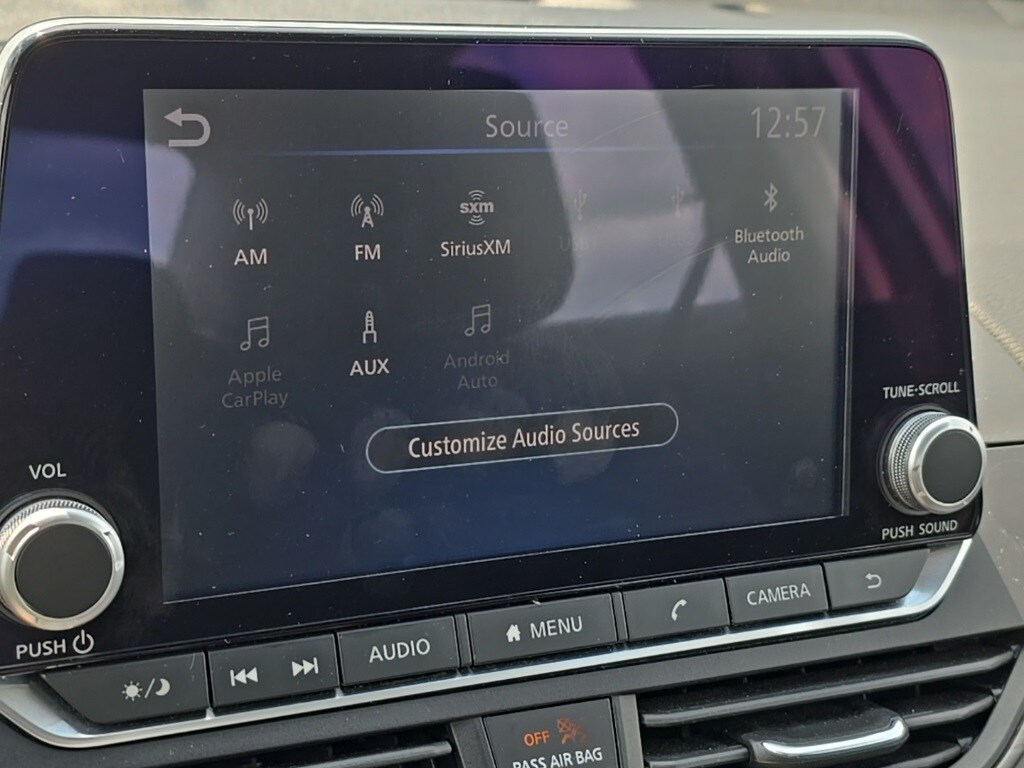 Source
12:57
AM
FM
sxm
SiriusXM
Bluetooth
Audio
Apple
CarPlay
AUX
Android
Auto
Customize Audio Sources
TUNE·SCROLL
PUSH SOUND
VOL
PUSH
AUDIO
MENU
CAMERA
OFF
PASS AIR BAG